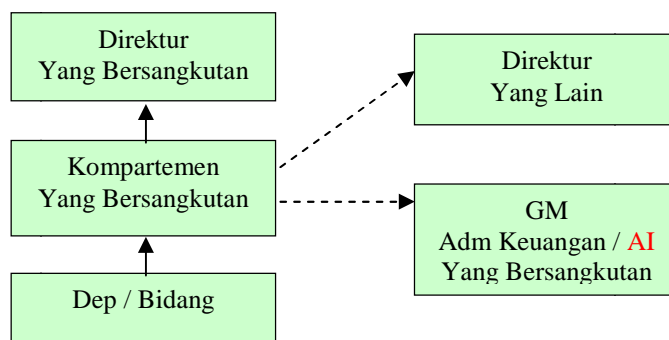 Direktur
Yang Bersangkutan
Direktur
Yang Lain
Kompartemen
Yang Bersangkutan
GM
Adm Keuangan / AI
Yang Bersangkutan
Dep / Bidang